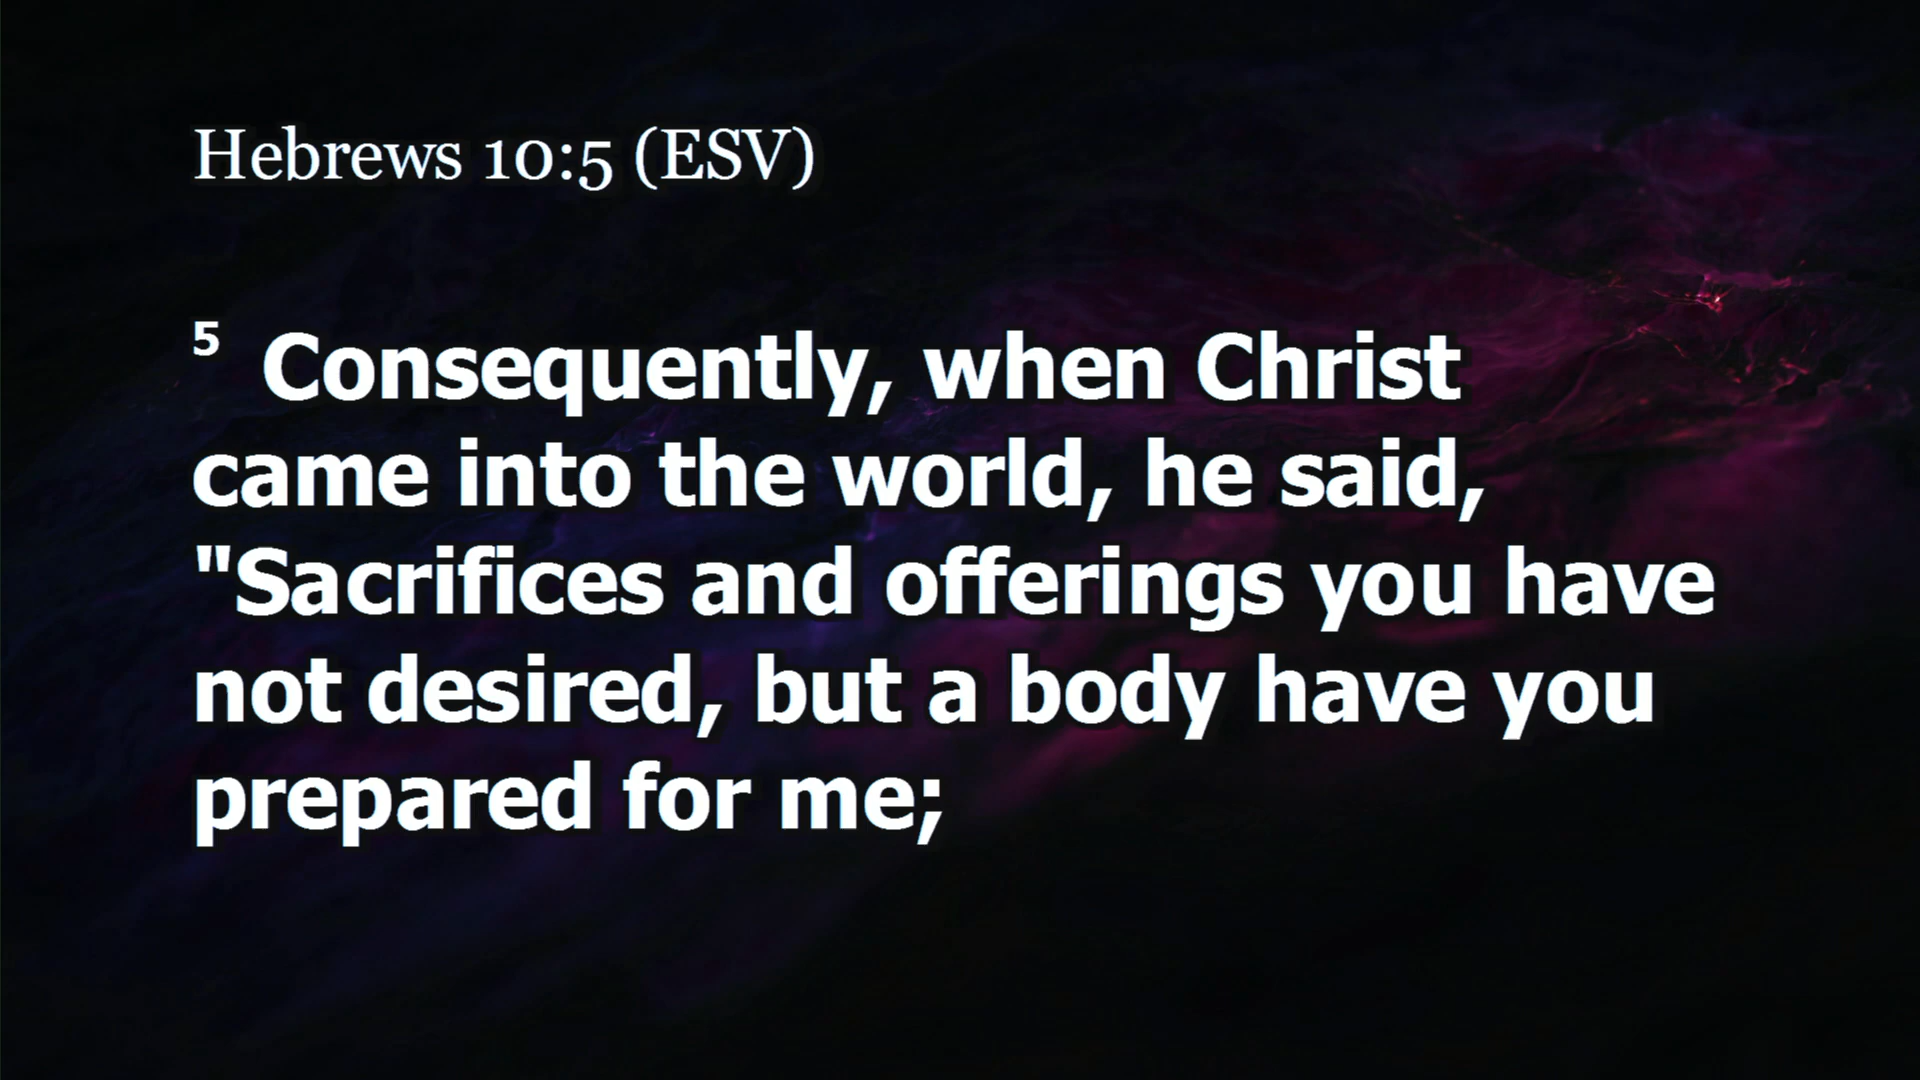 Hebrews 10:5 (ESV)
5 Consequently, when Christ
came into the world, he said,
"Sacrifices and offerings you have
not desired, but a body have you
prepared for me;